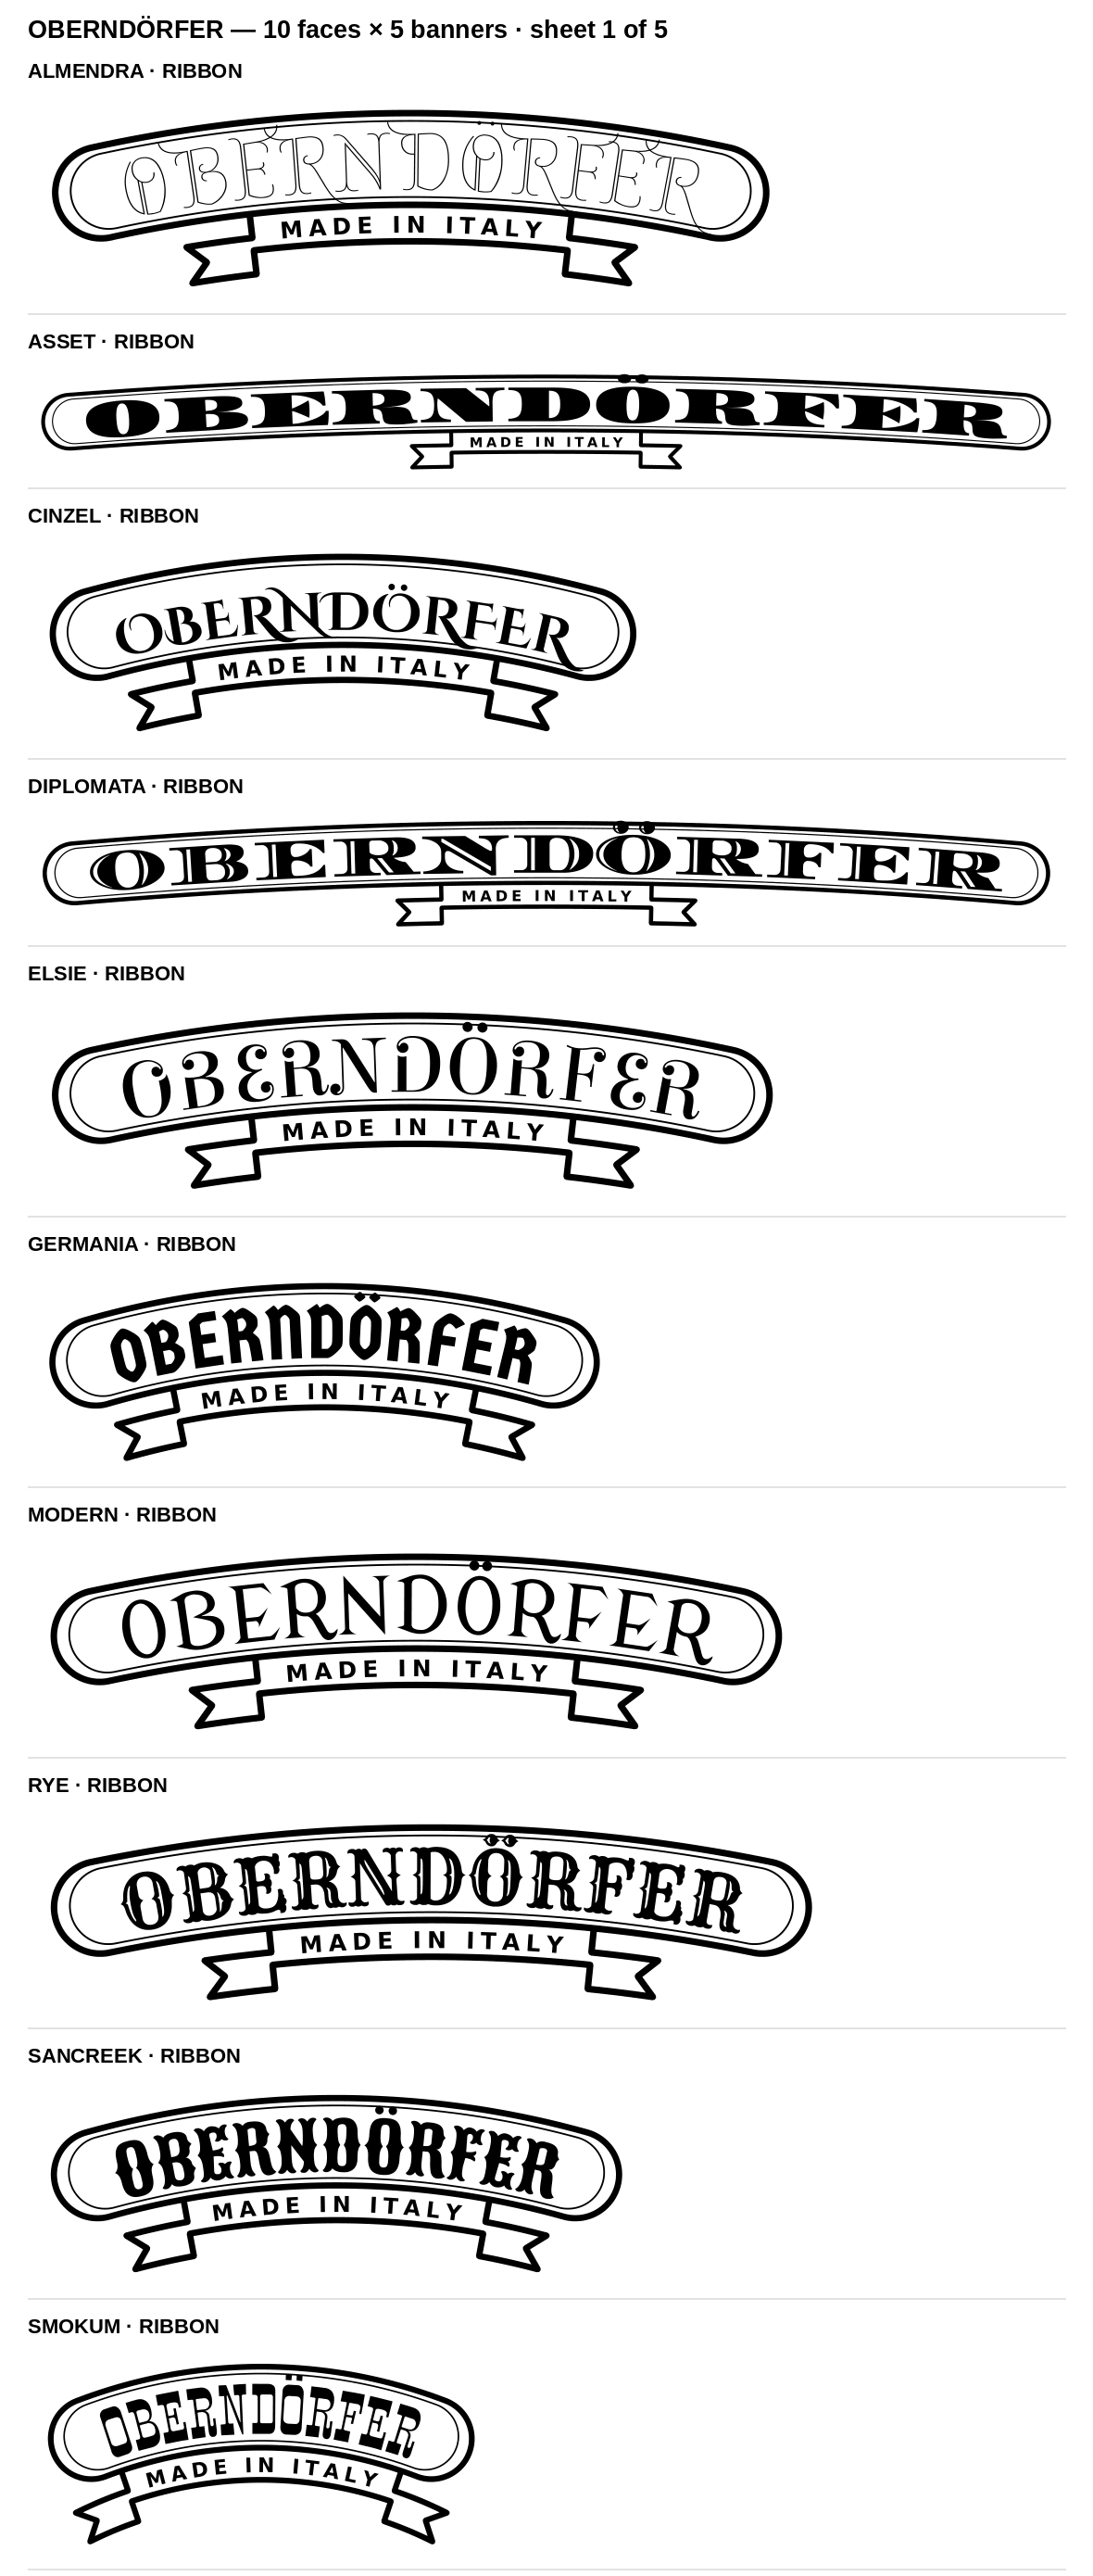 OBERNDÖRFER — 10 faces × 5 banners · sheet 1 of 5
ALMENDRA · RIBBON
OBERNDÖRFER
MADE IN ITALY
ASSET · RIBBON
OBERNDÖRFER
MADE IN ITALY
CINZEL · RIBBON
OBERNDÖRFER
MADE IN ITALY
DIPLOMATA · RIBBON
OBERNDÖRFER
MADE IN ITALY
ELSIE · RIBBON
OBERNDÖRFER
MADE IN ITALY
GERMANIA · RIBBON
OBERNDÖRFER
MADE IN ITALY
MODERN · RIBBON
OBERNDÖRFER
MADE IN ITALY
RYE · RIBBON
OBERNDÖRFER
MADE IN ITALY
SANCREEK · RIBBON
OBERNDÖRFER
MADE IN ITALY
SMOKUM · RIBBON
OBERNDÖRFER
MADE IN ITALY